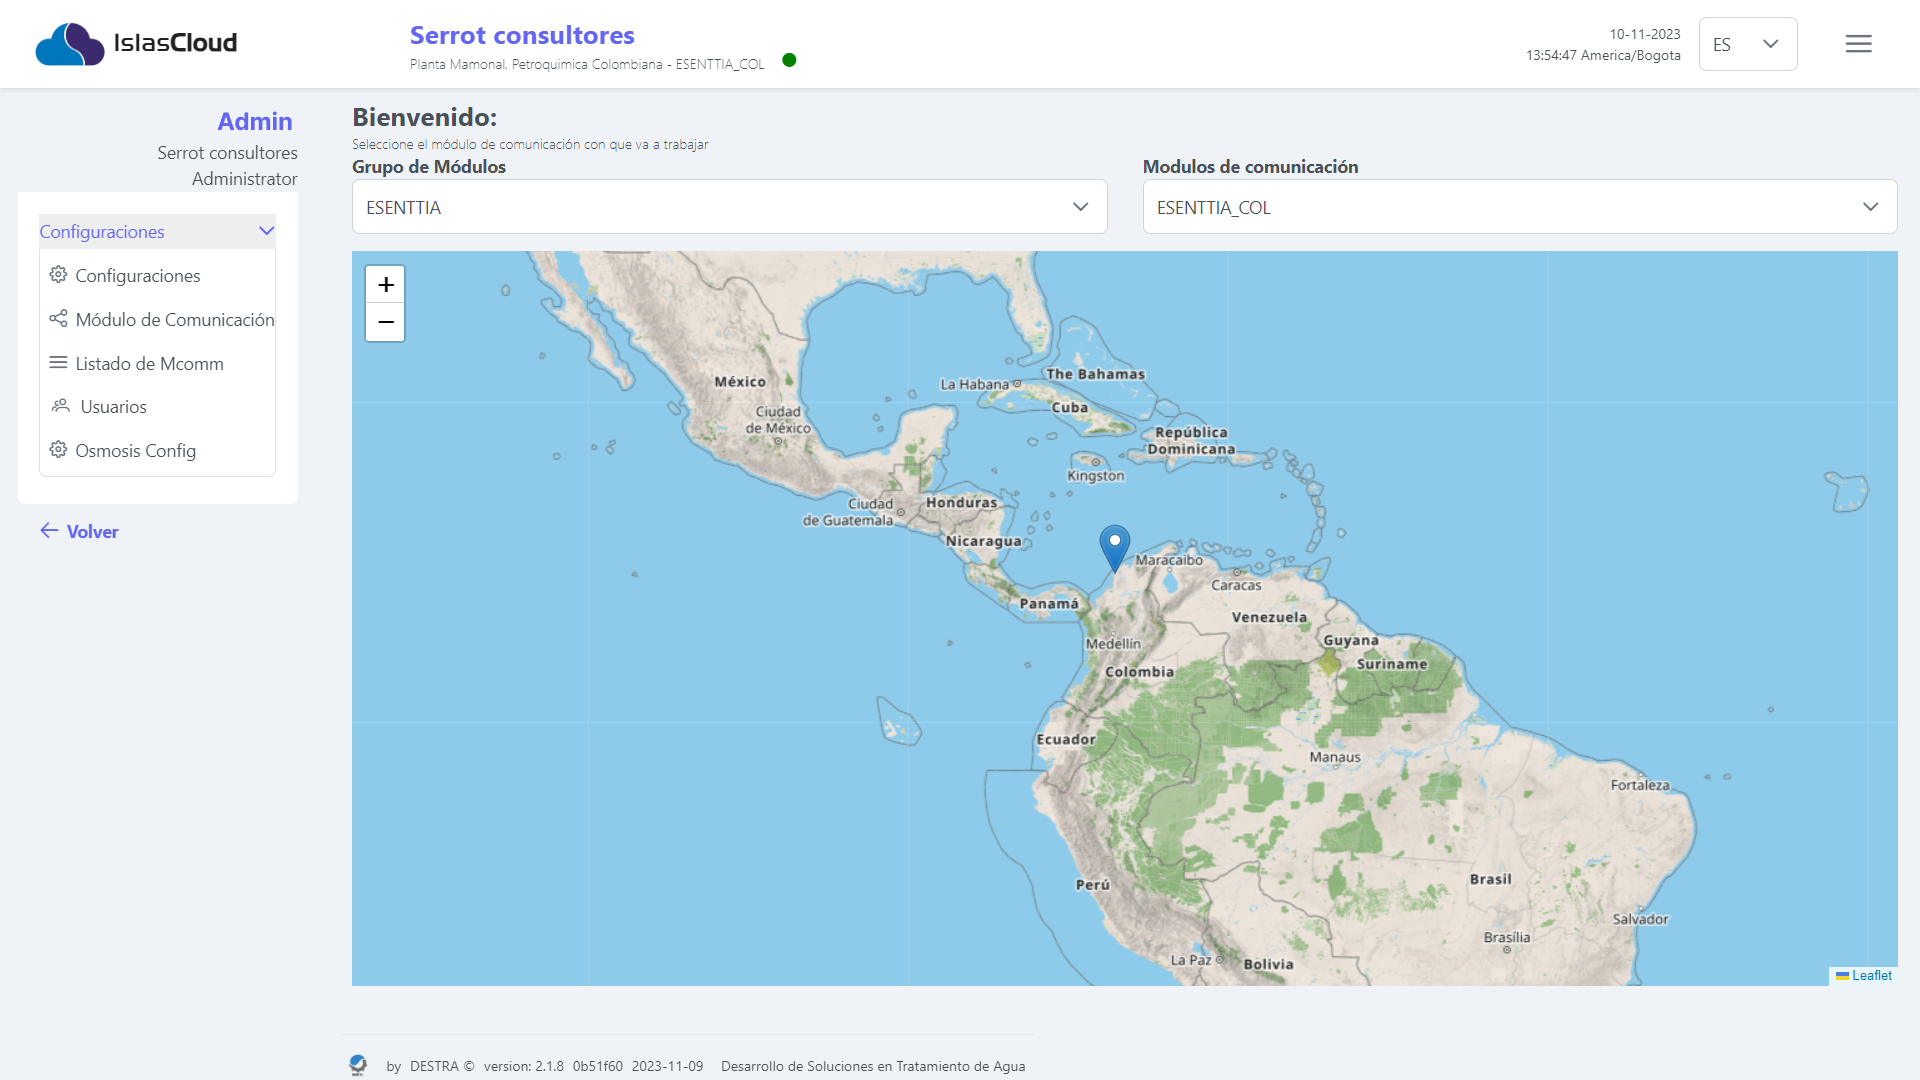 IslasCloud
Serrot consultores
Planta Mamonal, Petroquimica Colombiana - ESENTTIA_COL
10-11-2023
13:54:47 America/Bogota
ES
Admin
Serrot consultores
Administrator
Configuraciones
Configuraciones
Módulo de Comunicación
Listado de Mcomm
Usuarios
Osmosis Config
Volver
Bienvenido:
Seleccione el módulo de comunicación con que va a trabajar
Grupo de Módulos
Modulos de comunicación
ESENTTIA
ESENTTIA_COL
+
−
México
Ciudad
de México
La Habana
The Bahamas
Cuba
República
Dominicana
Kingston
Ciudad
de Guatemala
Honduras
Nicaragua
Maracaibo
Caracas
Panamá
Venezuela
Medellín
Guyana
Suriname
Colombia
Ecuador
Manaus
Fortaleza
Perú
Brasil
Salvador
Brasília
La Paz
Bolivia
Leaflet
by DESTRA © version: 2.1.8 0b51f60 2023-11-09 Desarrollo de Soluciones en Tratamiento de Agua